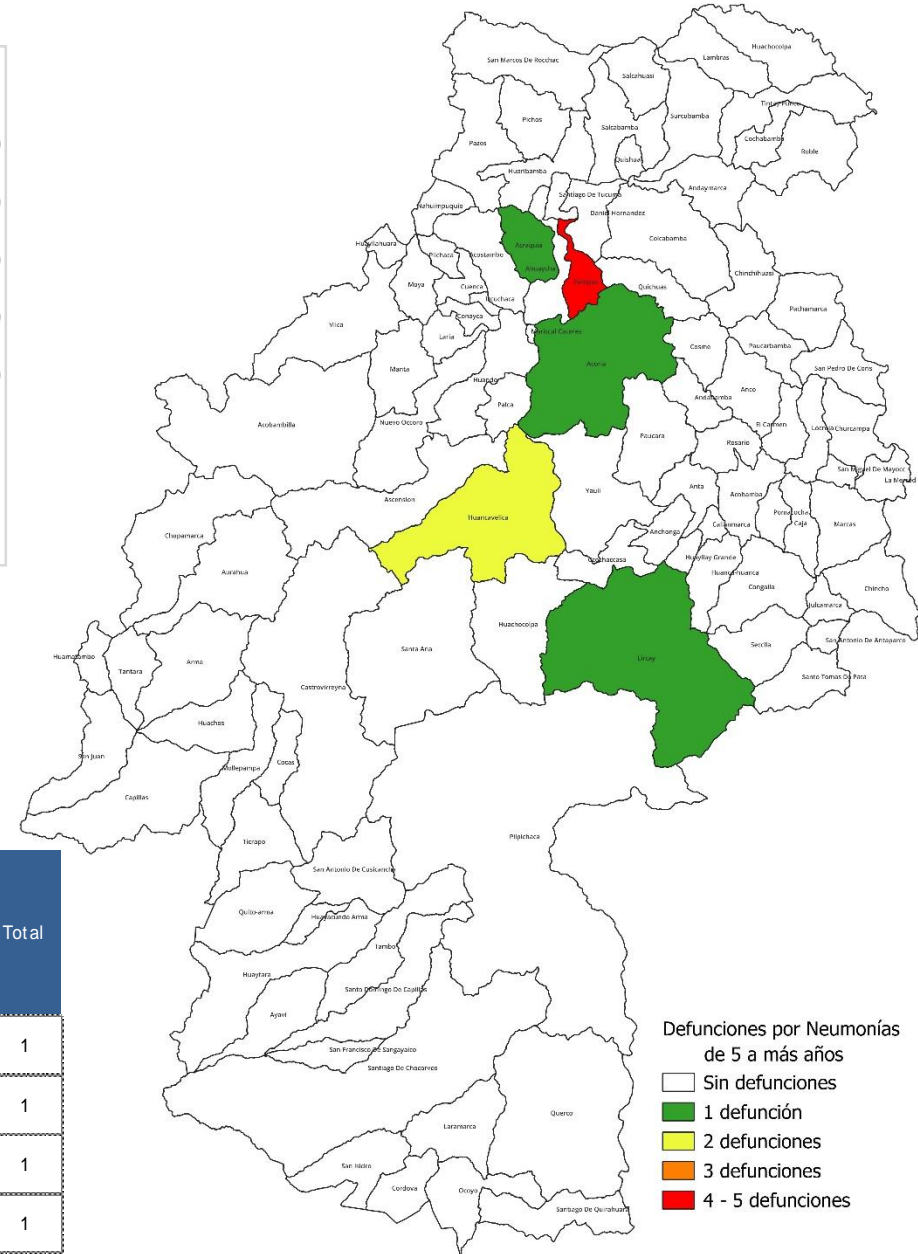 Huachocolpa
Lambras
San Marcos De Rocchac
Salcahuasi
Tintay Puncu
Pichos
Surcobamba
Salcabamba
Cochabamba
Pazos
Roble
Quishuar
Huaribamba
Andaymarca
Santiago De Tucuma
Ñahuimpuquio
Daniel Hernandez
Colcabamba
Huayllahuara
Acraquia
Pilchaca
Acostambo
Ahuaycha
Chinchihuasi
Moya
Cuenca
Pampas
Quichuas
Izcuchaca
Pachamarca
Conayca
Vilca
Mariscal Caceres
Laria
Cosme
Paucarbamba
Acoria
Manta
San Pedro De Coris
Huando
Anco
Palca
Andabamba
Acobambilla
Nuevo Occoro
El Carmen
Locroja
Churcampa
Paucara
Rosario
San Miguel De Mayocc
La Merced
Yauli
Anta
Ascension
Acobamba
Pomacocha
Caja
Marcas
Huancavelica
Callanmarca
Anchonga
Chupamarca
Ccochaccasa
Huayllay Grande
Aurahua
Huanca-huanca
Congalla
Chincho
Julcamarca
Huachocolpa
San Antonio De Antaparco
Secclla
Santa Ana
Huamatambo
Arma
Lircay
Tantara
Santo Tomas De Pata
Castrovirreyna
Huachos
San Juan
Cocas
Mollepampa
Capillas
Pilpichaca
Ticrapo
San Antonio De Cusicancha
Quito-arma
Huayacundo Arma
Total
Tambo
Huaytara
Santo Domingo De Capillas
Ayavi
Defunciones por Neumonías
de 5 a más años
San Francisco De Sangayaico
1
Santiago De Chocorvos
Sin defunciones
1 defunción
1
Querco
Laramarca
2 defunciones
1
San Isidro
3 defunciones
Cordova
Ocoyo
4 - 5 defunciones
Santiago De Quirahuara
1